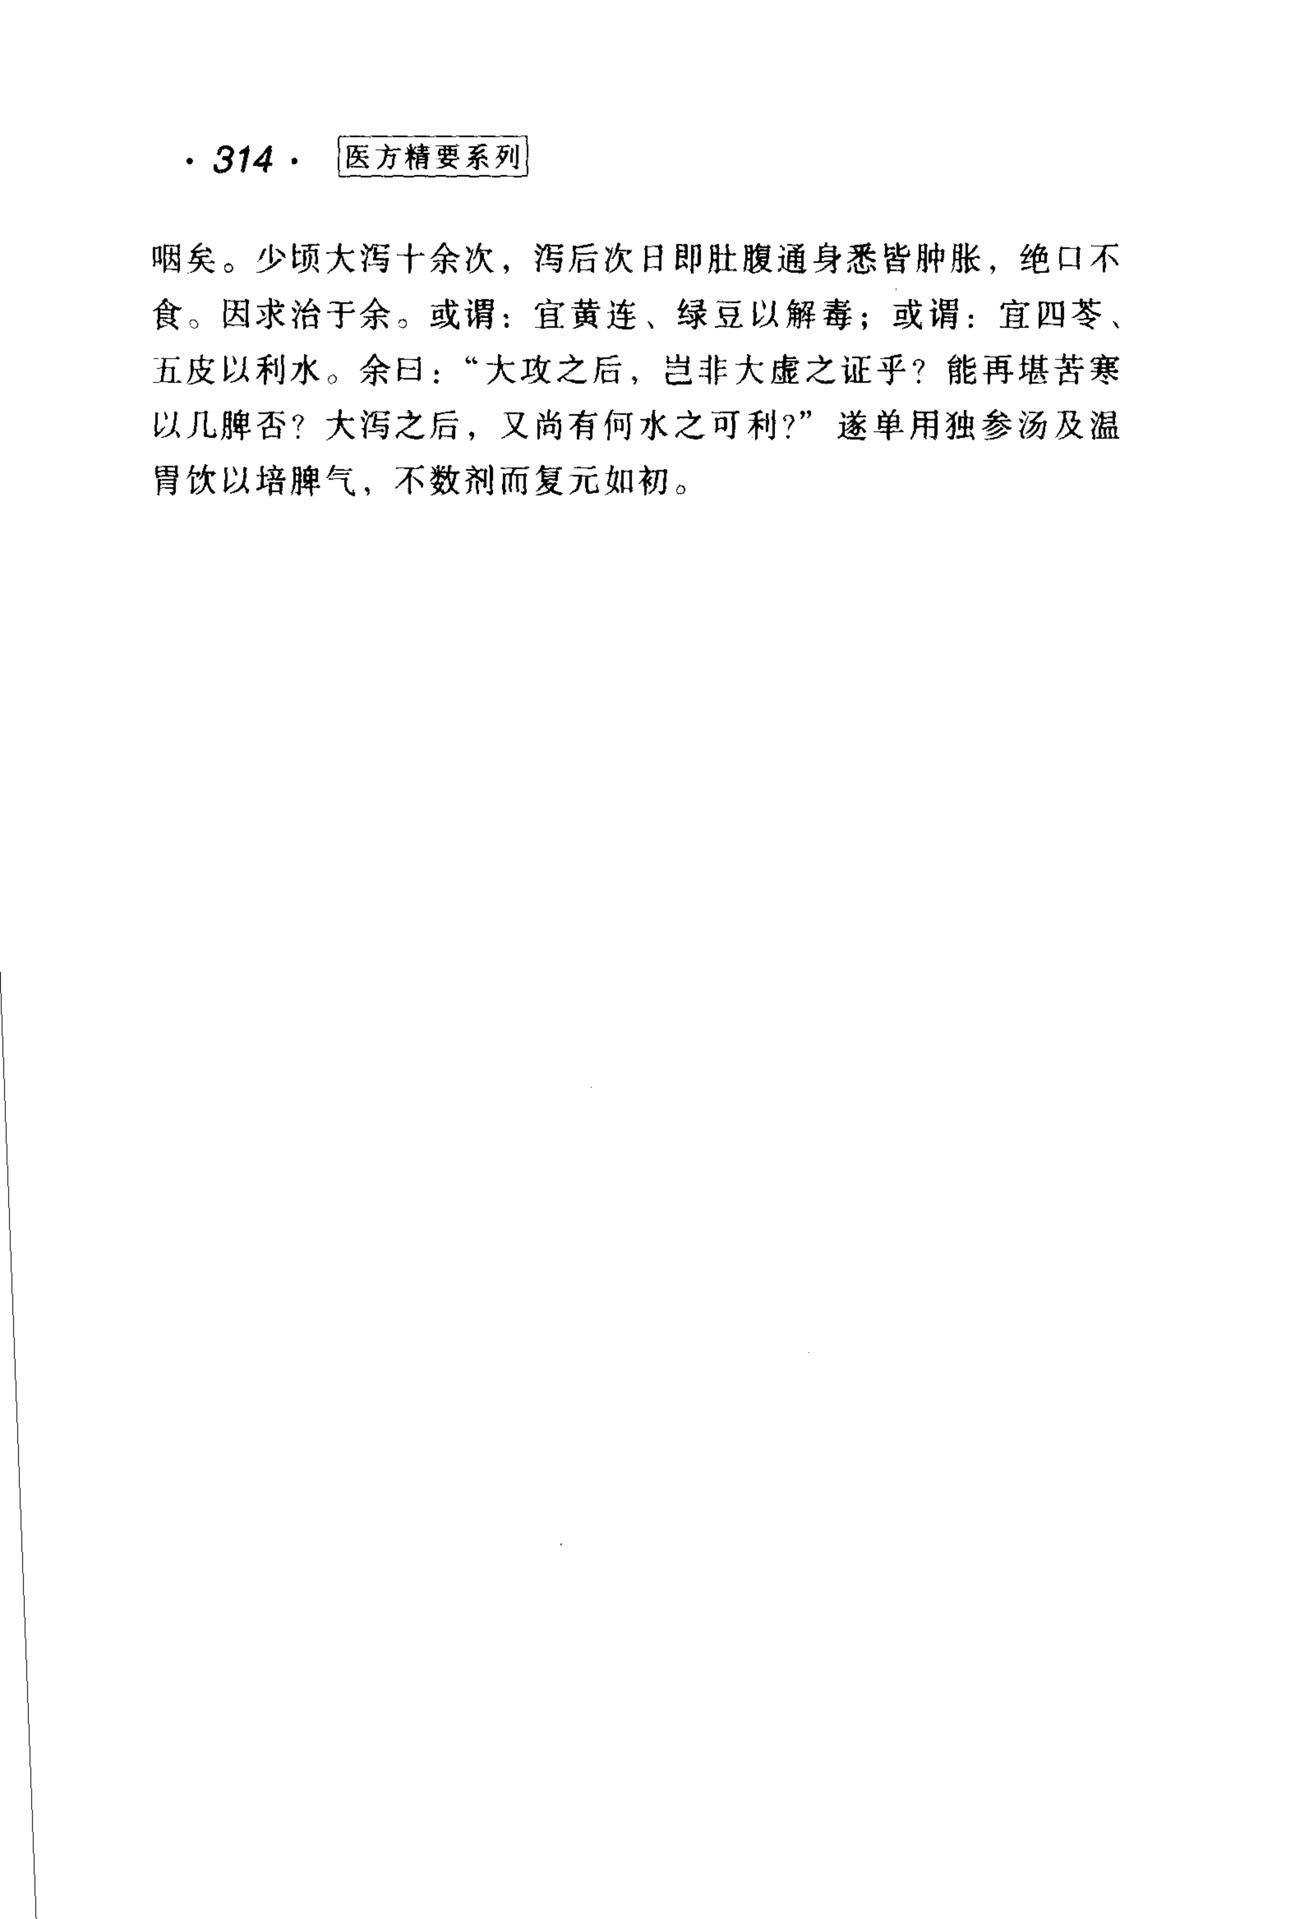 · 314 · 医方精要系列
咽矣。少顷大泻十余次，泻后次日即肚腹通身悉皆肿胀，绝口不
食。因求治于余。或谓：宜黄连、绿豆以解毒；或谓：宜四苓、
五皮以利水。余曰：“大攻之后，岂非大虚之证乎？能再堪苦寒
以几脾否？大泻之后，又尚有何水之可利？”遂单用独参汤及温
胃饮以培脾气，不数剂而复元如初。